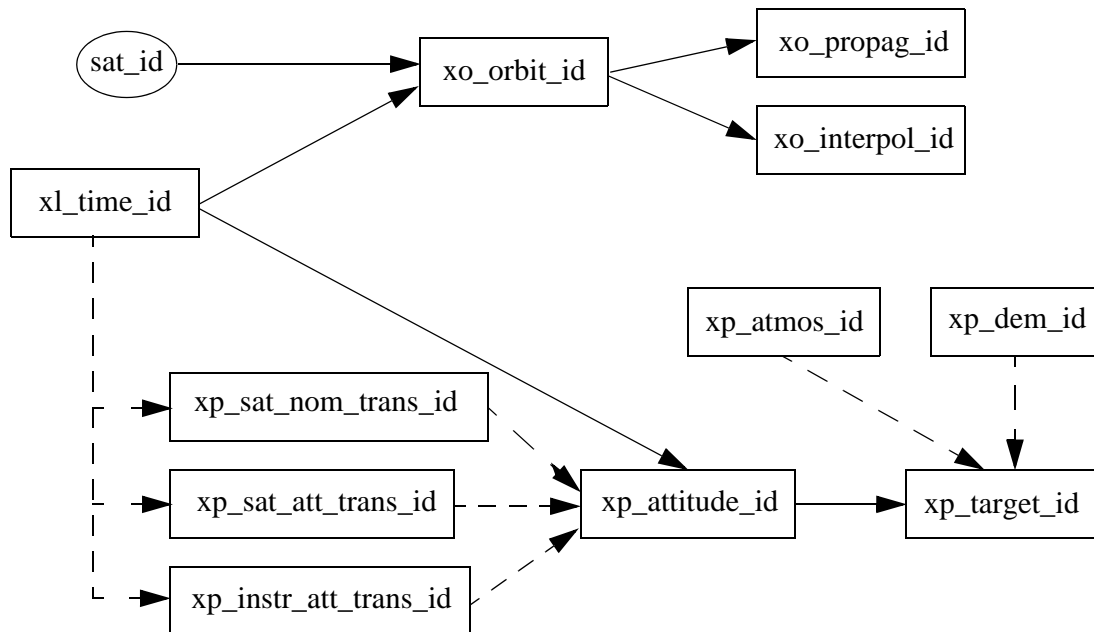 sat_id
xo_orbit_id
xo_propag_id
xo_interpol_id
xl_time_id
xp_atmos_id
xp_dem_id
xp_sat_nom_trans_id
xp_sat_att_trans_id
xp_attitude_id
xp_target_id
xp_instr_att_trans_id